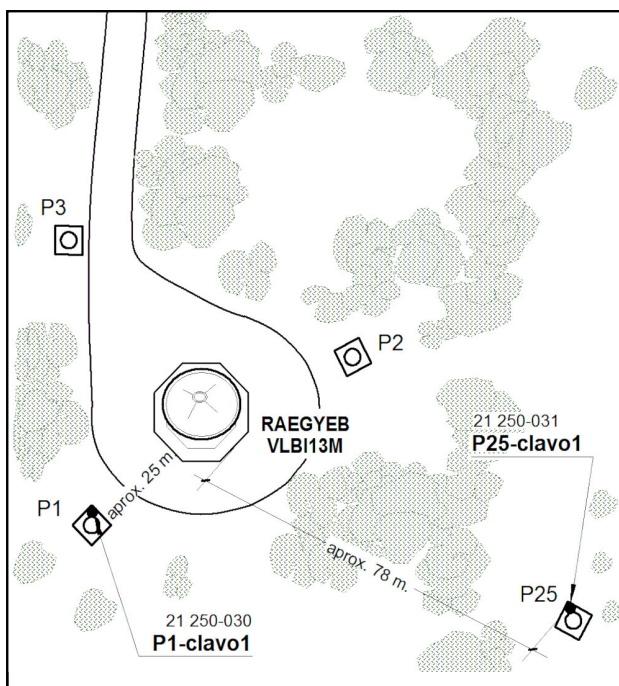 P3
P2
RAEGYEB
VLBI13M
21 250-031
P25-clavo1
aprox. 25 m
P1
aprox. 78 m.
P25
21 250-030
P1-clavo1